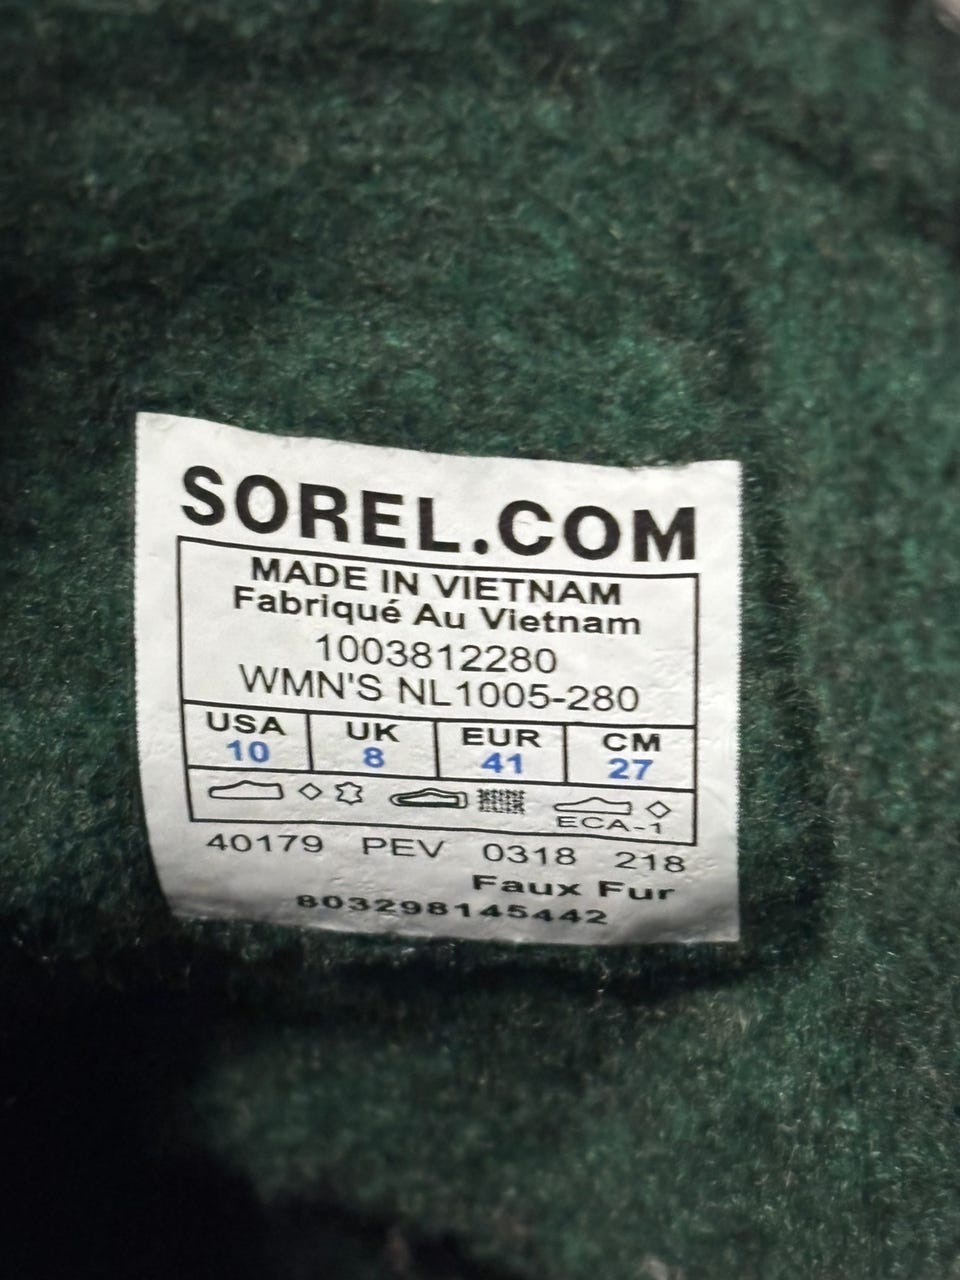 SOREL.COM
MADE IN VIETNAM
Fabriqué Au Vietnam
1003812280
WMN'S NL1005-280
USA UK EUR CM
10 8 41 27
ECA-1
40179 PEV 0318 218
Faux Fur
803298145442